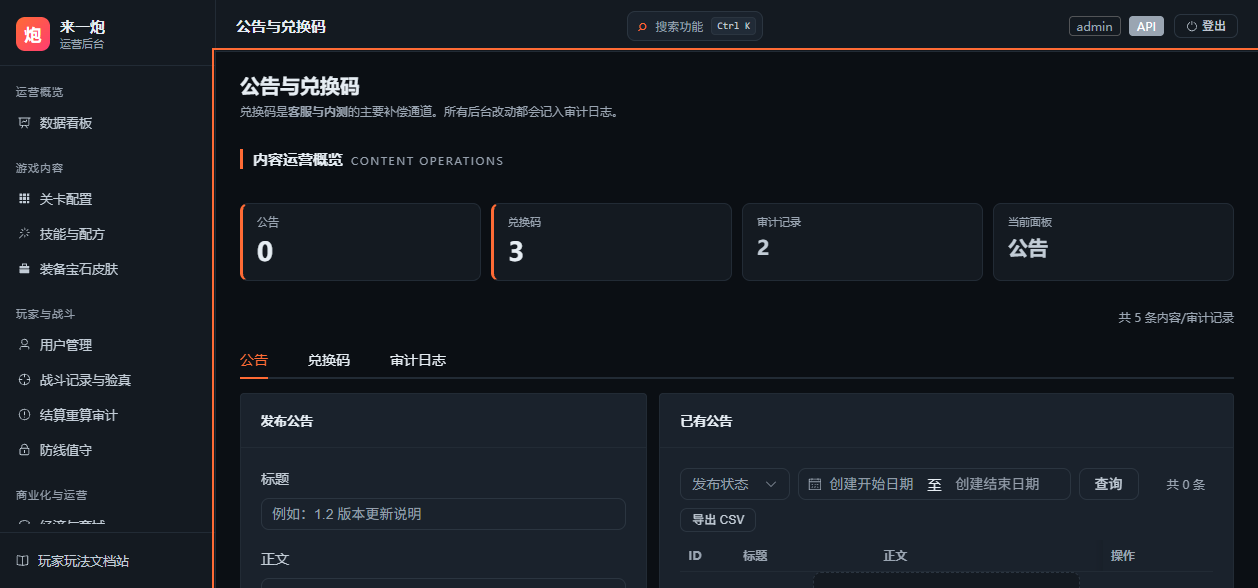 炮
来一炮
运营后台
公告与兑换码
搜索功能 Ctrl K
admin
API
登出
运营概览
数据看板
游戏内容
关卡配置
技能与配方
装备宝石皮肤
玩家与战斗
用户管理
战斗记录与验真
结算重算审计
防线值守
商业化与运营
经济与商城
玩家玩法文档站
公告与兑换码
兑换码是客服与内测的主要补偿通道。所有后台改动都会记入审计日志。
内容运营概览 CONTENT OPERATIONS
公告
0
兑换码
3
审计记录
2
当前面板
公告
共 5 条内容/审计记录
公告 兑换码 审计日志
发布公告
标题
例如：1.2 版本更新说明
正文
已有公告
发布状态 创建开始日期 至 创建结束日期 查询 共 0 条
导出 CSV
ID 标题 正文 操作